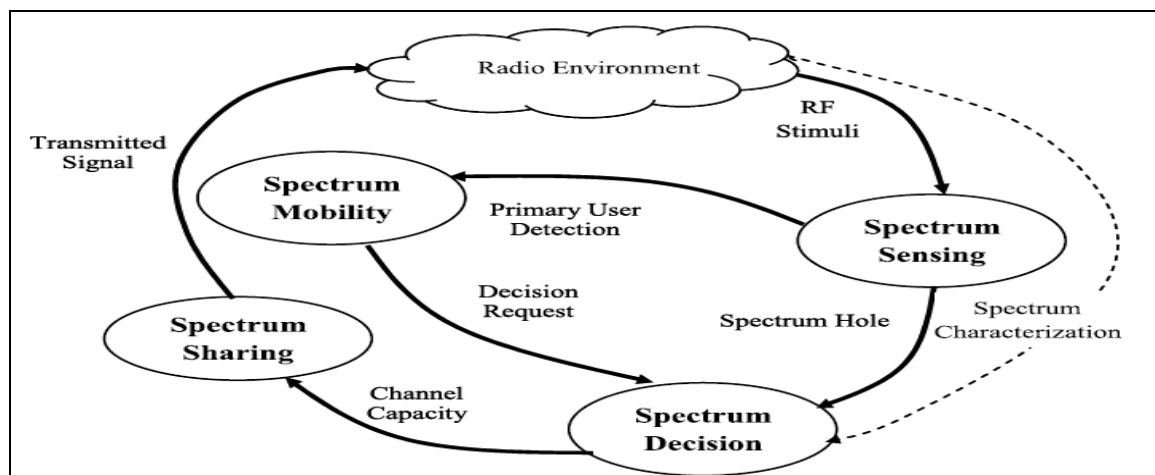 Radio Environment
RF
Stimuli
Transmitted
Signal
Spectrum
Mobility
Primary User
Detection
Spectrum
Sensing
Decision
Request
Spectrum Hole
Spectrum
Characterization
Spectrum
Sharing
Channel
Capacity
Spectrum
Decision